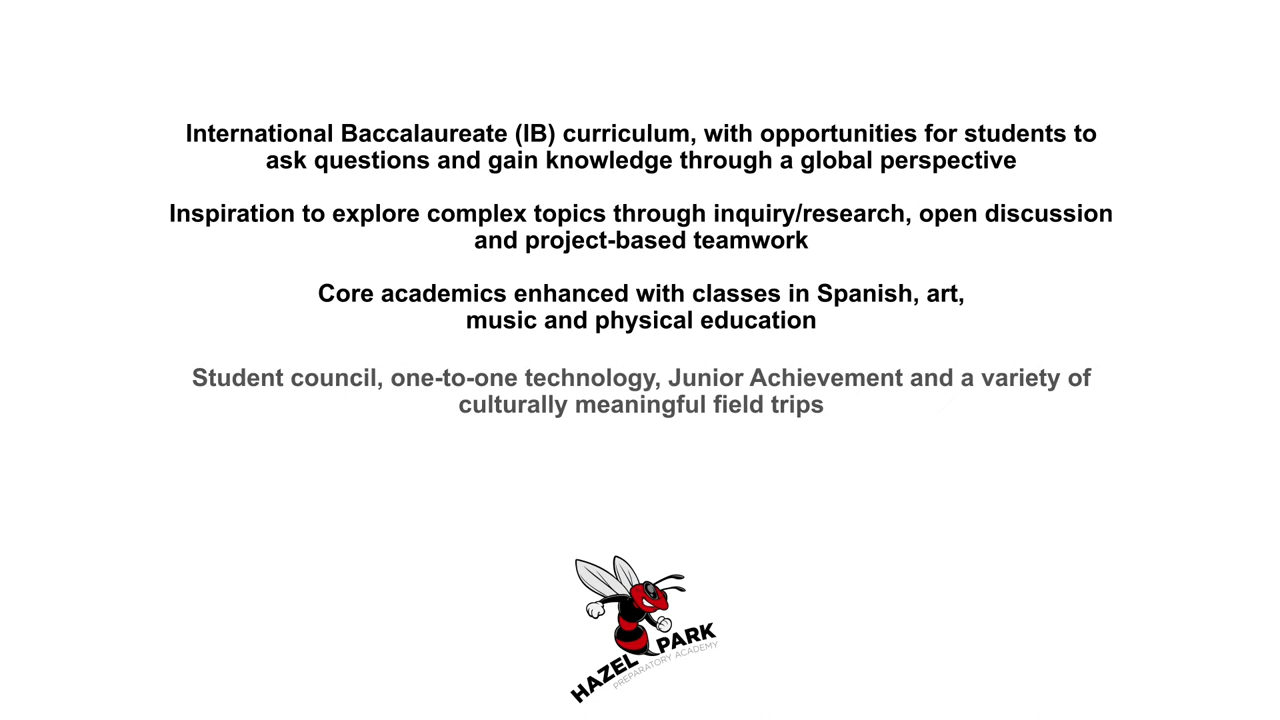 International Baccalaureate (IB) curriculum, with opportunities for students to
ask questions and gain knowledge through a global perspective
Inspiration to explore complex topics through inquiry/research, open discussion
and project-based teamwork
Core academics enhanced with classes in Spanish, art,
music and physical education
Student council, one-to-one technology, Junior Achievement and a variety of
culturally meaningful field trips
HAZEL PARK
PREPARATORY ACADEMY